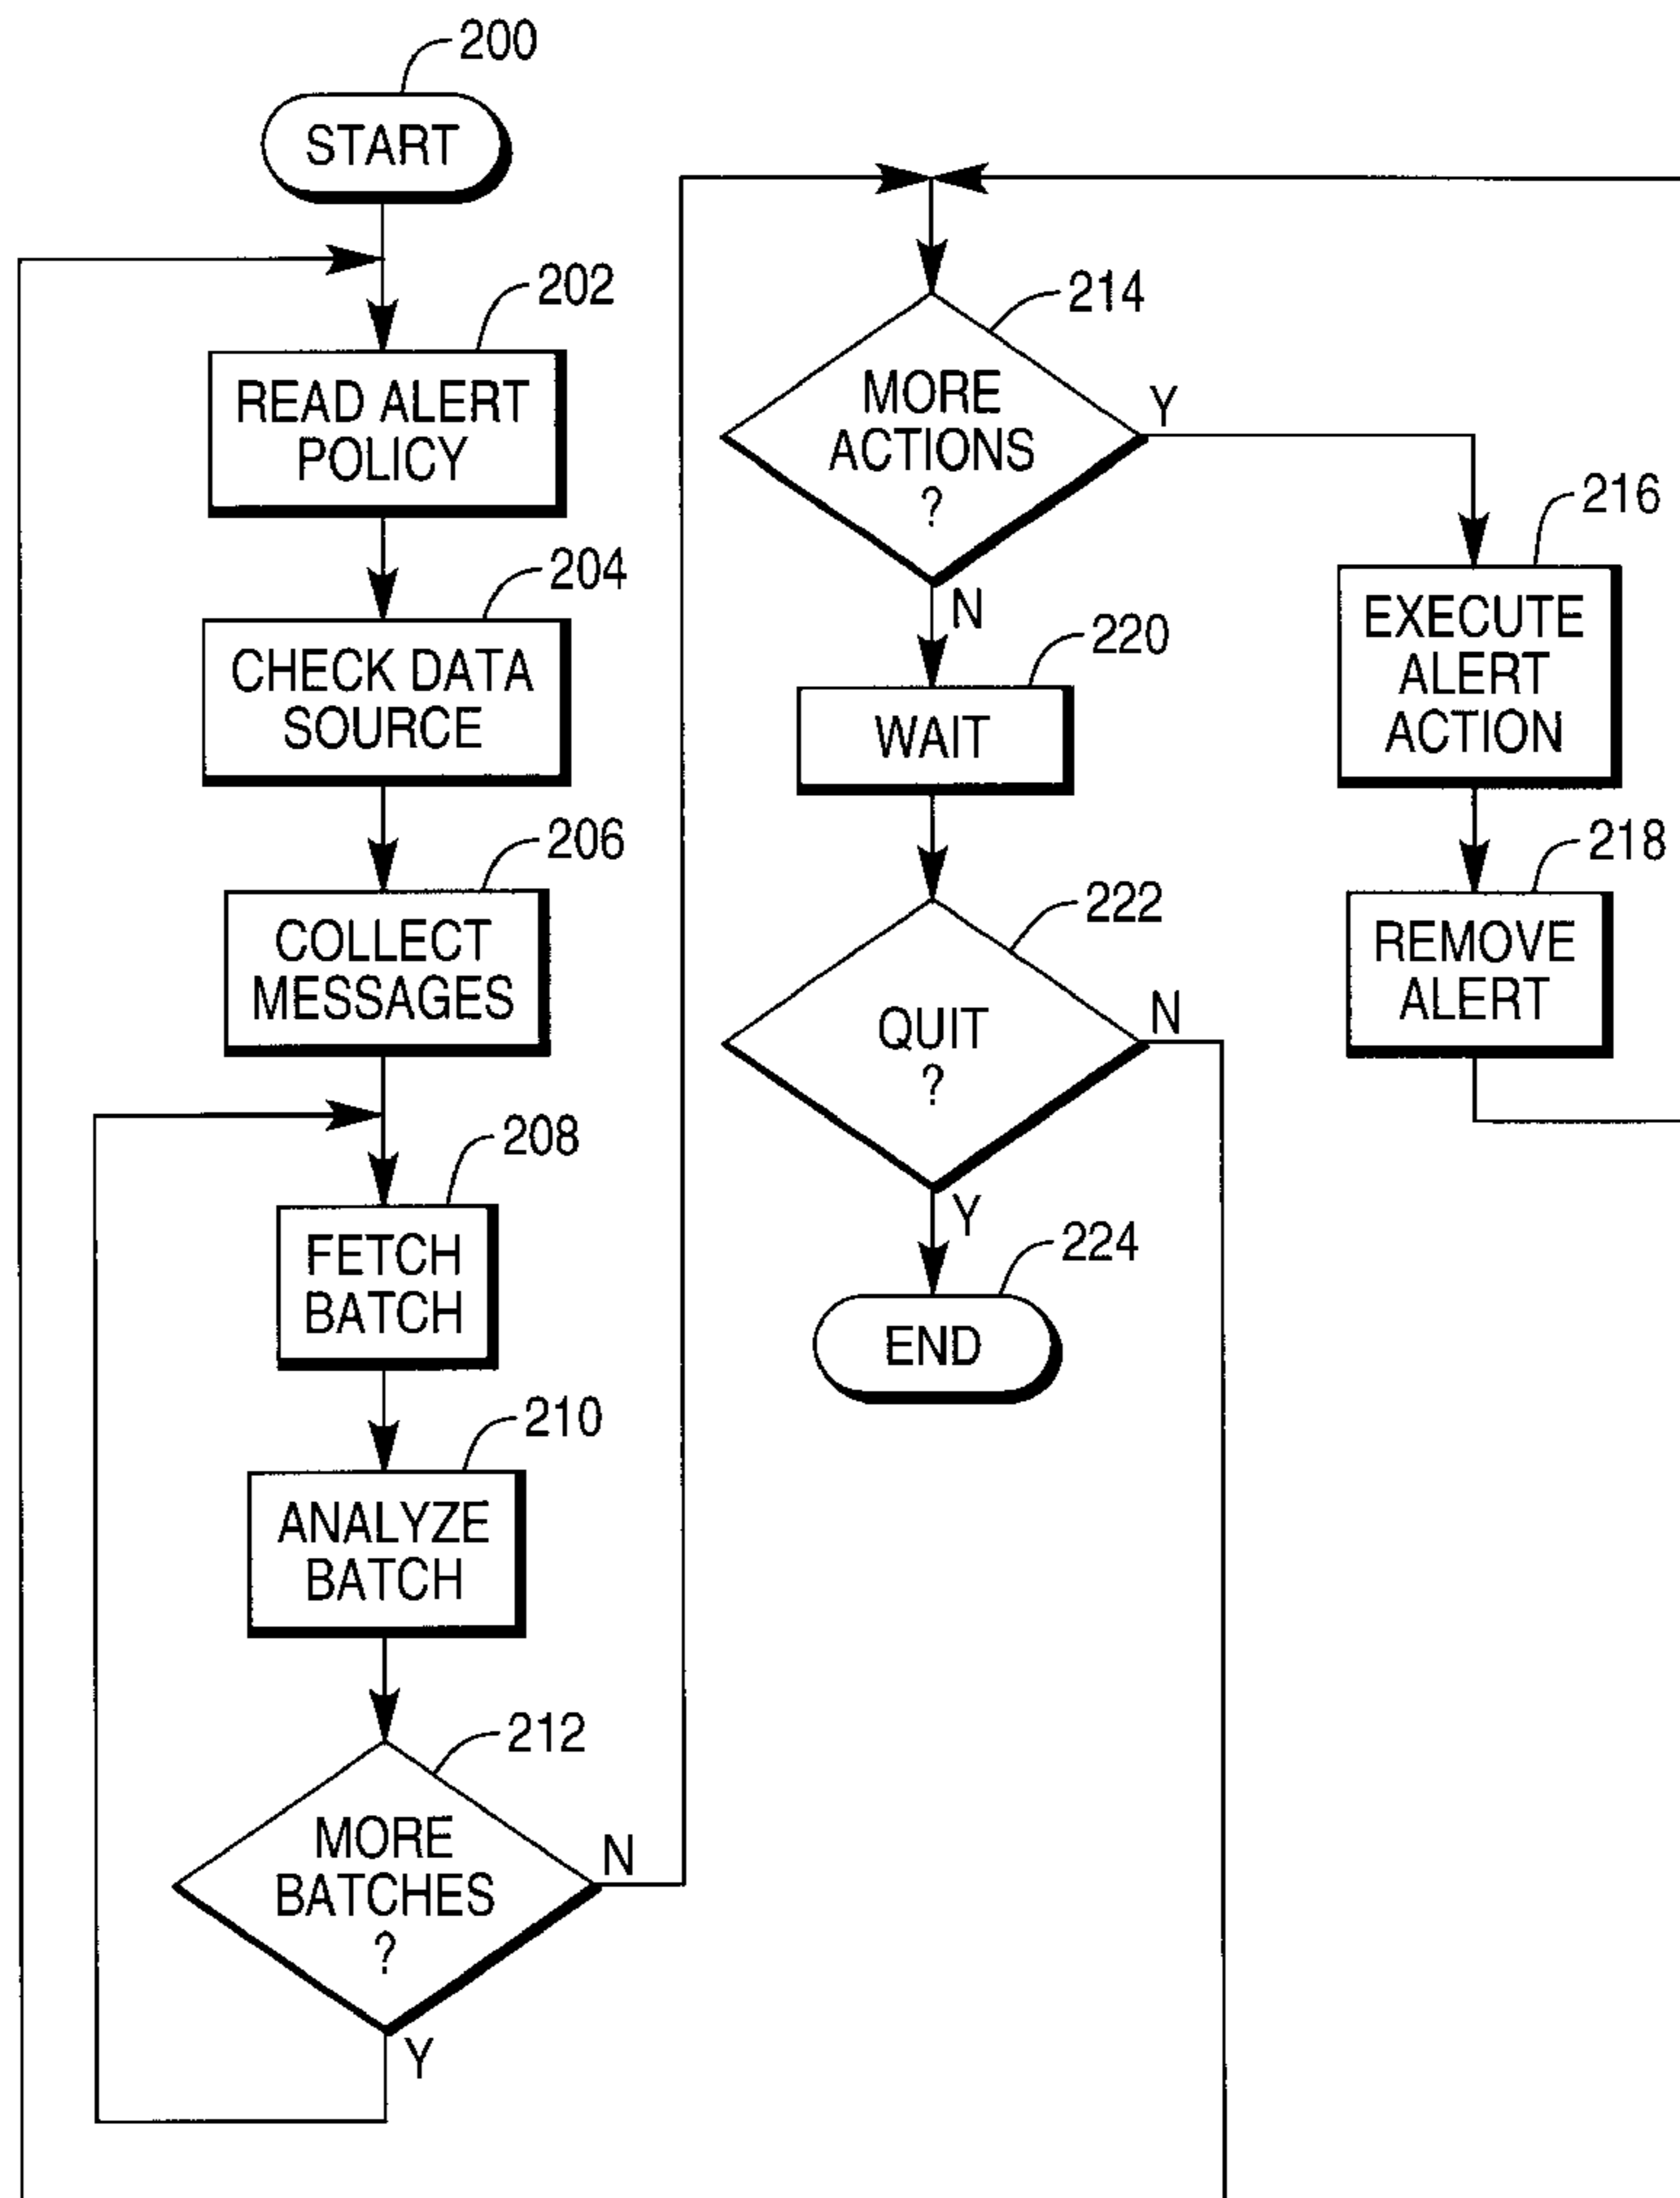 200
START
202
READ ALERT
POLICY
204
CHECK DATA
SOURCE
206
COLLECT
MESSAGES
208
FETCH
BATCH
210
ANALYZE
BATCH
212
MORE
BATCHES
?
N
Y
214
MORE
ACTIONS
?
Y
N
216
EXECUTE
ALERT
ACTION
218
REMOVE
ALERT
220
WAIT
222
QUIT
?
N
Y
224
END